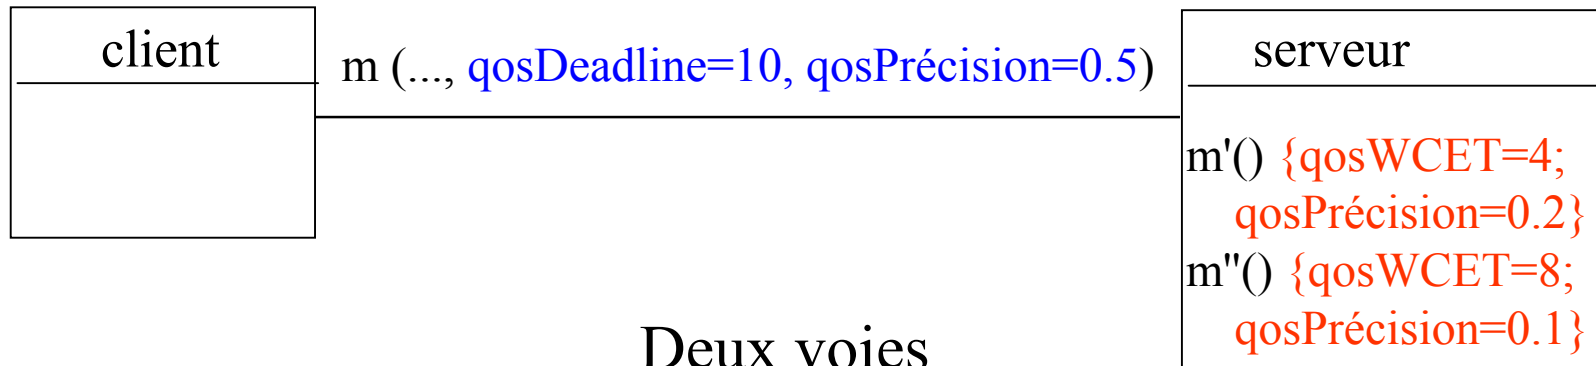 client
m (..., qosDeadline=10, qosPrécision=0.5)
serveur
m'() {qosWCET=4;
qosPrécision=0.2}
m"() {qosWCET=8;
qosPrécision=0.1}
Deux voies